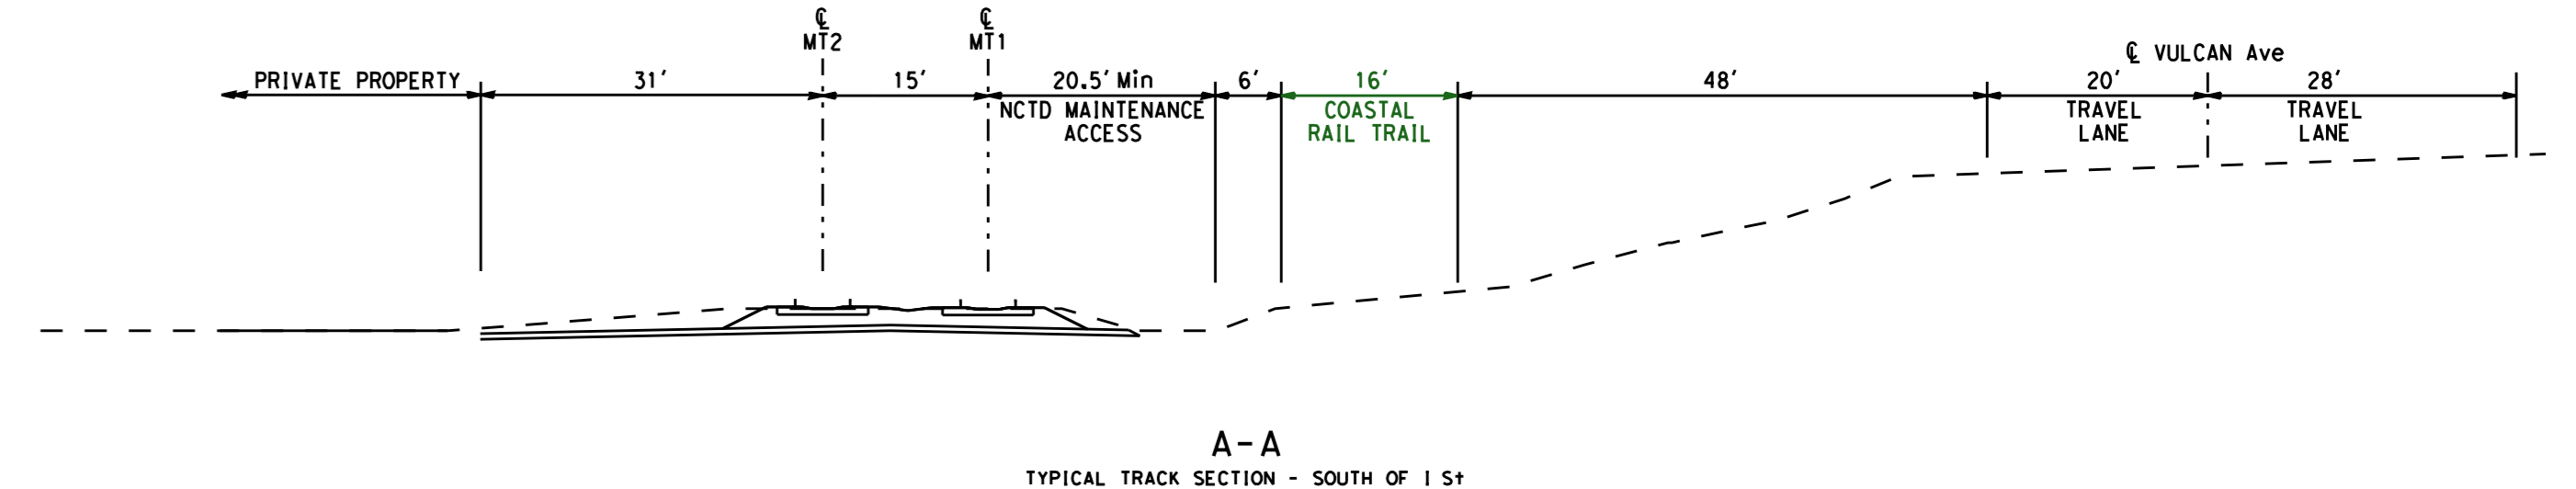 ℄
MT2
℄
MT1
℄ VULCAN Ave
PRIVATE PROPERTY
31'
15'
20.5' Min
6'
16'
48'
20'
28'
NCTD MAINTENANCE
ACCESS
COASTAL
RAIL TRAIL
TRAVEL
LANE
TRAVEL
LANE
A-A
TYPICAL TRACK SECTION - SOUTH OF I St